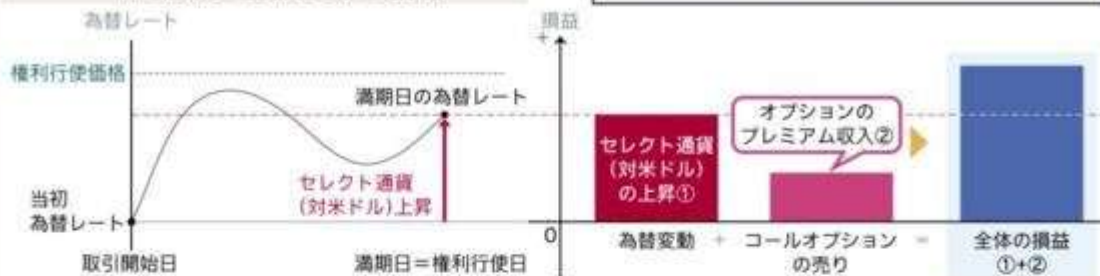 為替レート
権利行使価格
満期日の為替レート
セレクト通貨
(対米ドル)上昇
当初
為替レート
取引開始日
満期日=権利行使日
損益
+
セレクト通貨
(対米ドル)
の上昇①
オプションの
プレミアム収入②
0
為替変動 + コールオプション = 全体の損益
の売り ①+②